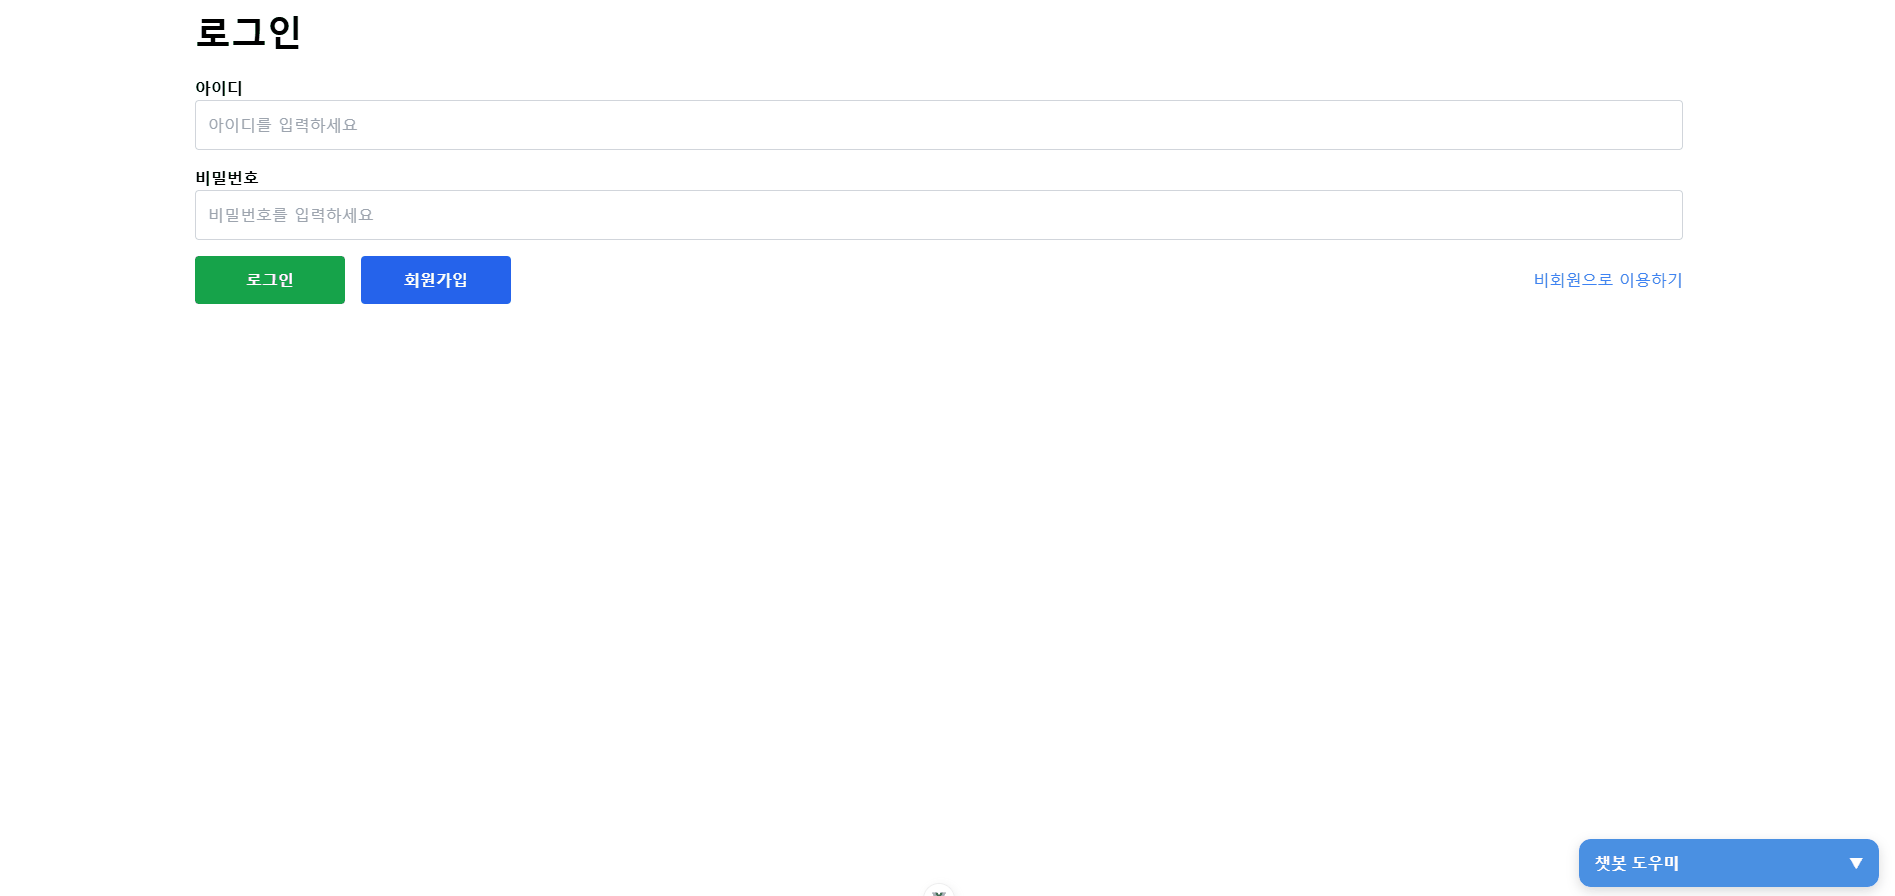 로그인
아이디
아이디를 입력하세요
비밀번호
비밀번호를 입력하세요
로그인 회원가입 비회원으로 이용하기
챗봇 도우미 ▼